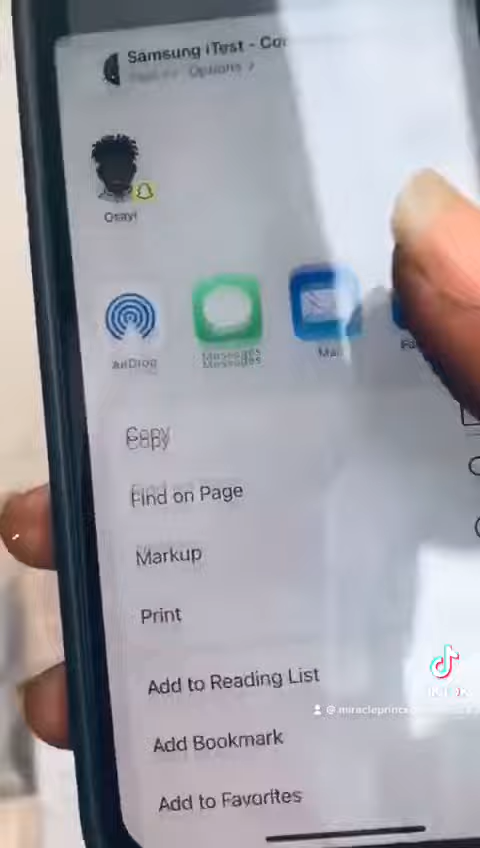 Samsung iTest - Co
Options >
Osayi
AirDrop
Messages
Mail
Copy
Find on Page
Markup
Print
Add to Reading List
Add Bookmark
Add to Favorites
@miracleprinc